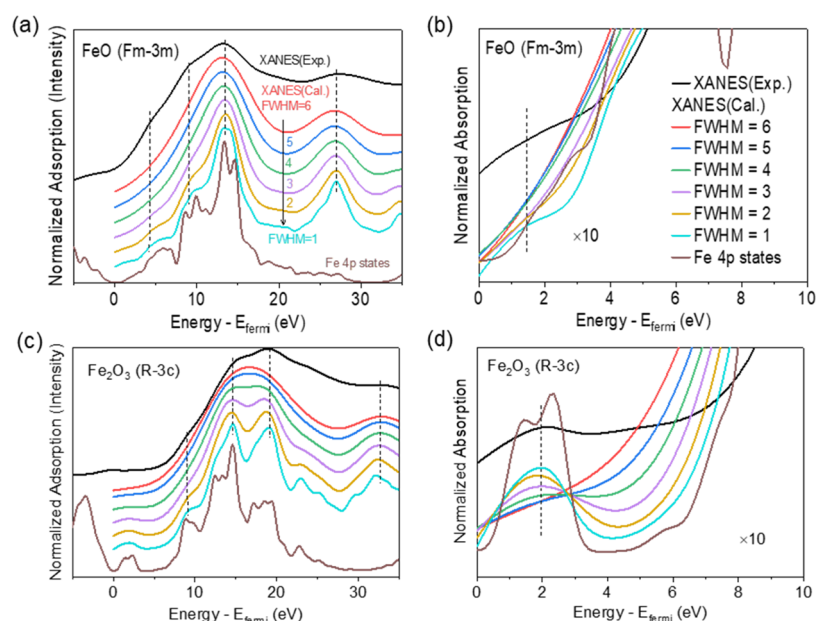 (a)
FeO (Fm-3m)
XANES(Exp.)
XANES(Cal.)
FWHM=6
5
4
3
2
FWHM=1
Fe 4p states
Normalized Adsorption (Intensity)
0 10 20 30
Energy - Efermi (eV)
(b)
FeO (Fm-3m)
XANES(Exp.)
XANES(Cal.)
FWHM = 6
FWHM = 5
FWHM = 4
FWHM = 3
FWHM = 2
FWHM = 1
Fe 4p states
×10
Normalized Absorption
0 2 4 6 8 10
Energy - Efermi (eV)
(c)
Fe2O3 (R-3c)
Normalized Adsorption (Intensity)
0 10 20 30
Energy - Efermi (eV)
(d)
Fe2O3 (R-3c)
×10
Normalized Absorption
0 2 4 6 8 10
Energy - Efermi (eV)